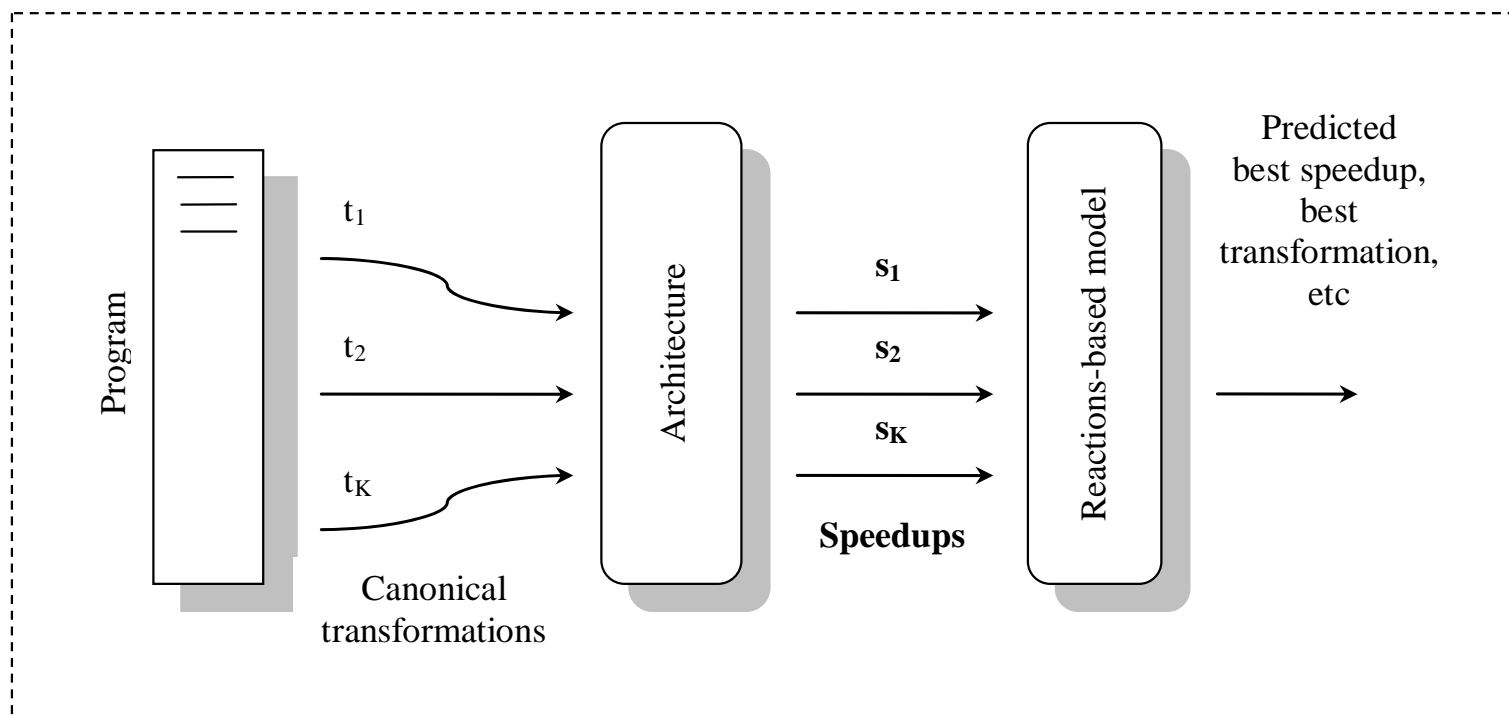 Program
t1
t2
tK
Canonical
transformations
Architecture
s1
s2
sK
Speedups
Reactions-based model
Predicted
best speedup,
best
transformation,
etc